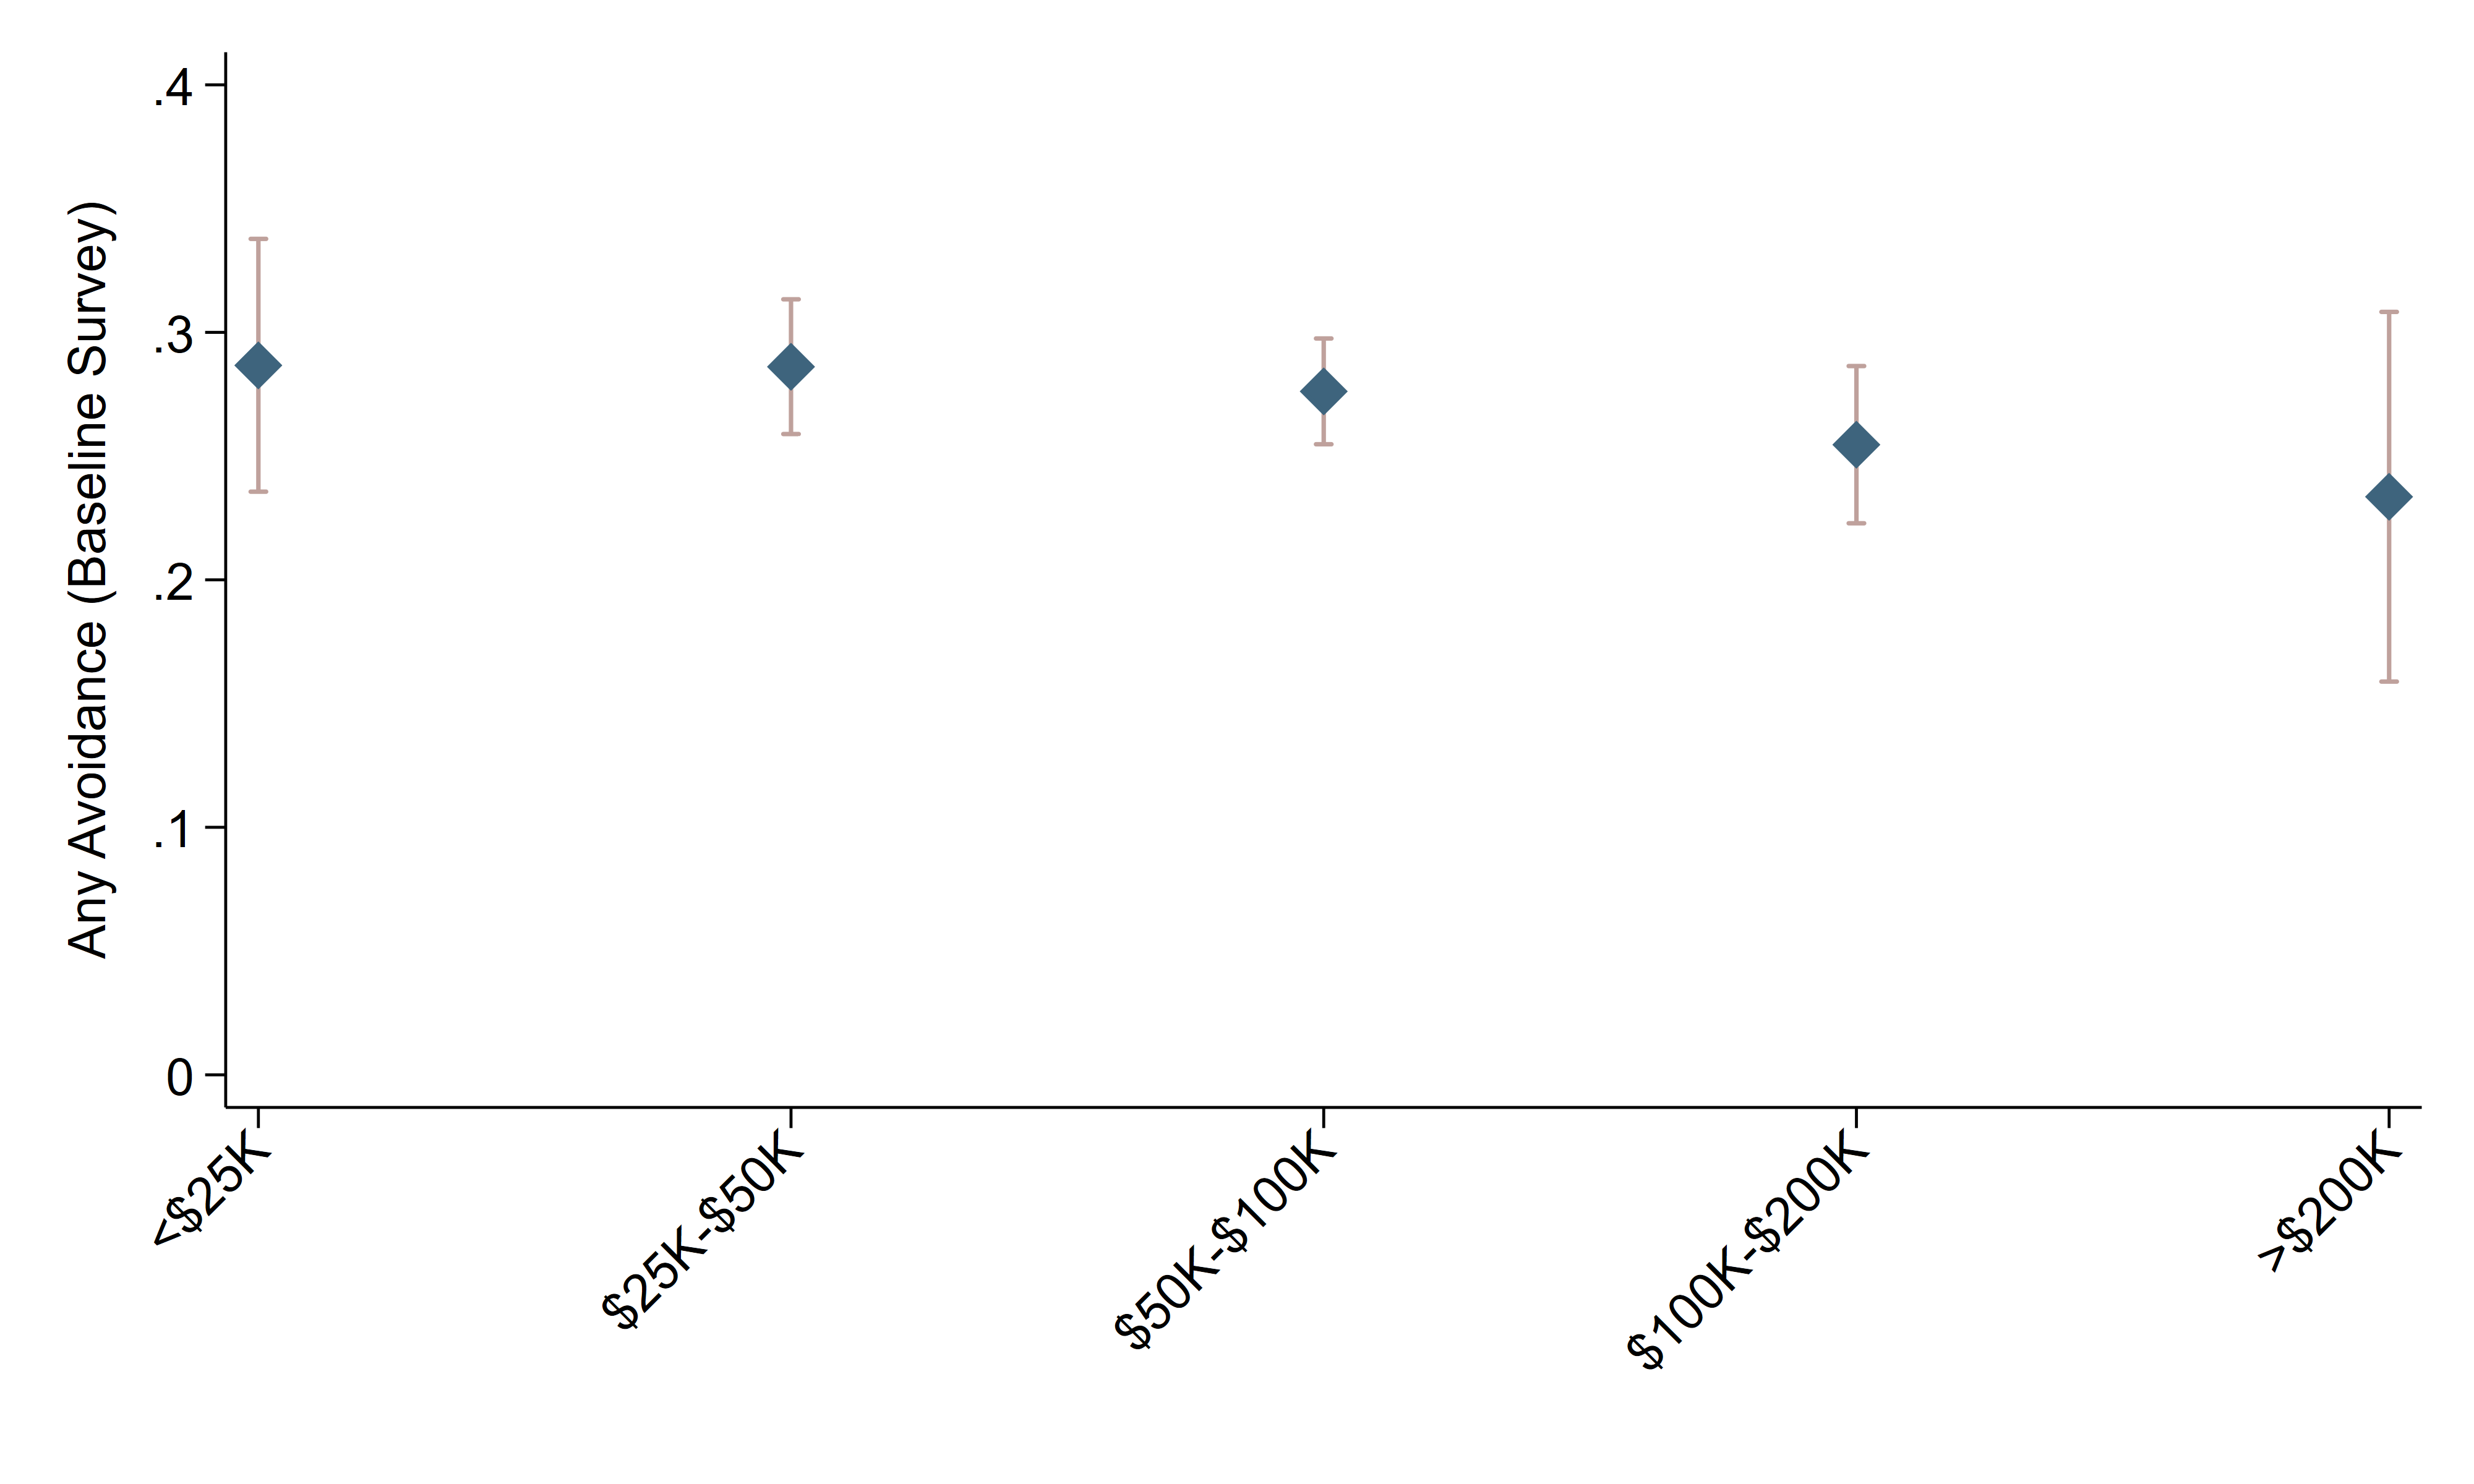 Any Avoidance (Baseline Survey)
.4
.3
.2
.1
0
<$25K
$25K-$50K
$50K-$100K
$100K-$200K
>$200K